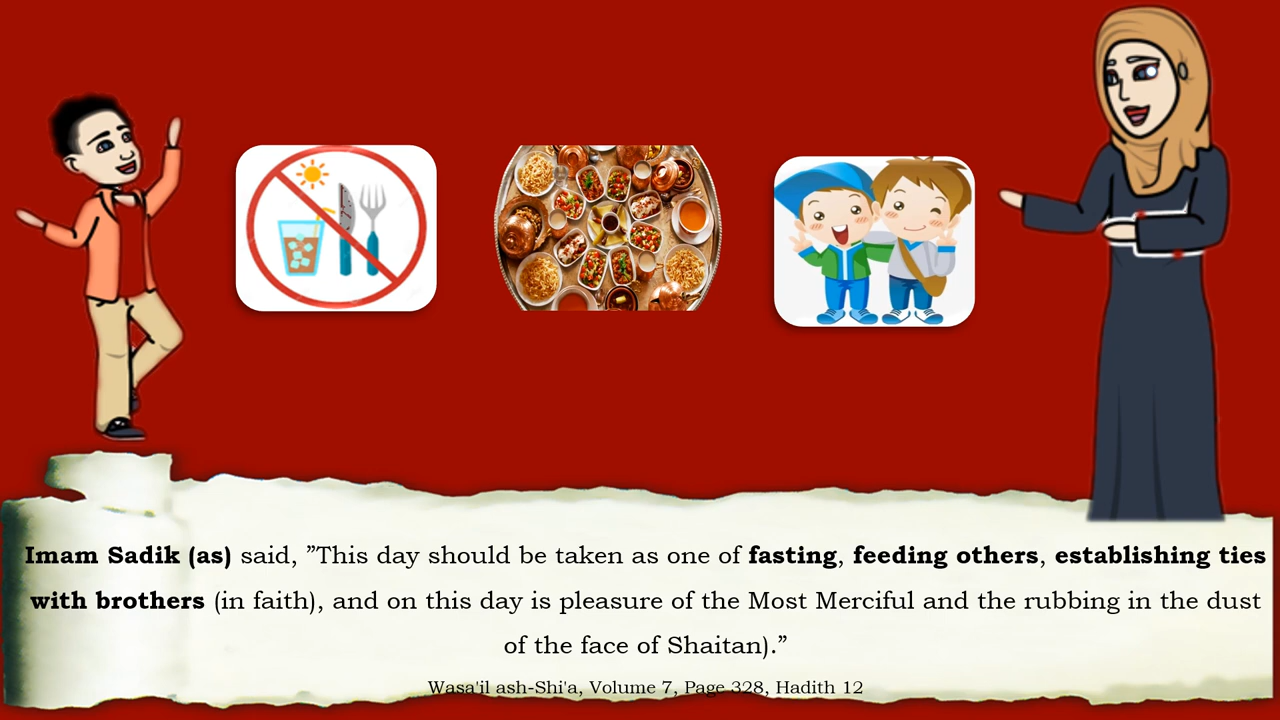 Imam Sadik (as) said, ”This day should be taken as one of fasting, feeding others, establishing ties
with brothers (in faith), and on this day is pleasure of the Most Merciful and the rubbing in the dust
of the face of Shaitan).”
Wasa'il ash-Shi'a, Volume 7, Page 328, Hadith 12